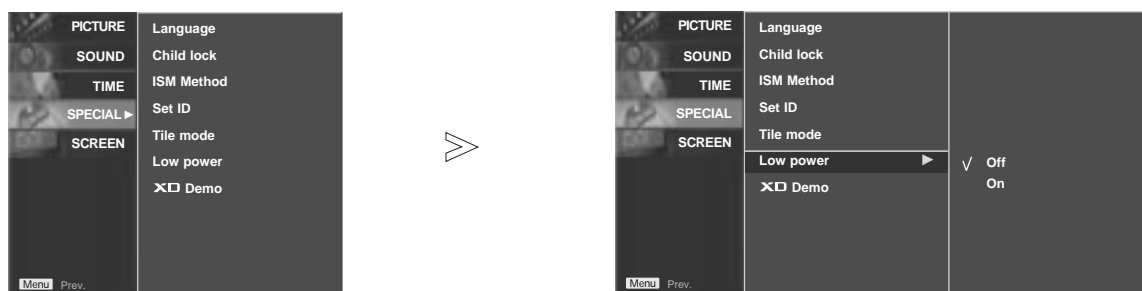 PICTURE
SOUND
TIME
SPECIAL ▶
SCREEN
Language
Child lock
ISM Method
Set ID
Tile mode
Low power
XD Demo
Menu Prev.
>
PICTURE
SOUND
TIME
SPECIAL
SCREEN
Language
Child lock
ISM Method
Set ID
Tile mode
Low power ▶
XD Demo
√ Off
On
Menu Prev.